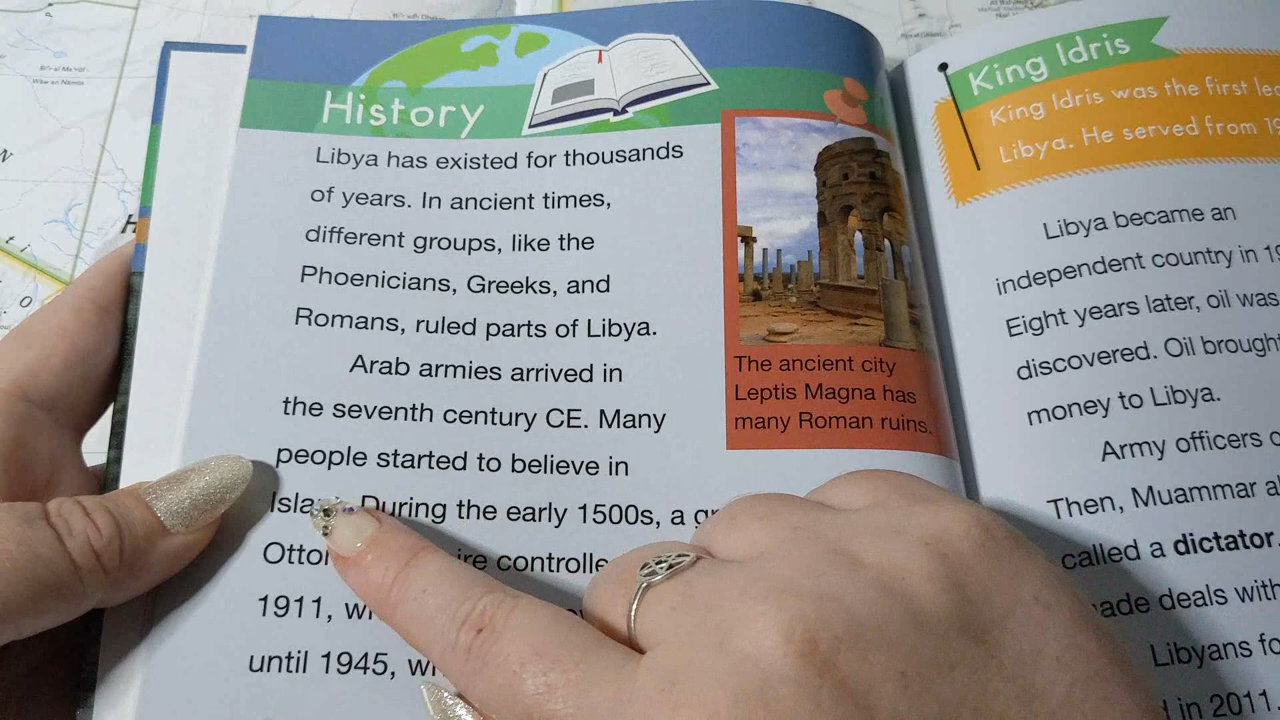 History
Libya has existed for thousands
of years. In ancient times,
different groups, like the
Phoenicians, Greeks, and
Romans, ruled parts of Libya.
Arab armies arrived in
the seventh century CE. Many
people started to believe in
During the early 1500s, a
controlle
1911,
until 1945,
The ancient city
Leptis Magna has
many Roman ruins.
King Idris
King Idris was the first
Libya. He served from
Libya became an
independent country in
Eight years later, oil was
discovered. Oil brought
money to Libya.
Army officers
Then, Muammar
called a dictator.
deals with
Libyans
in 2011.